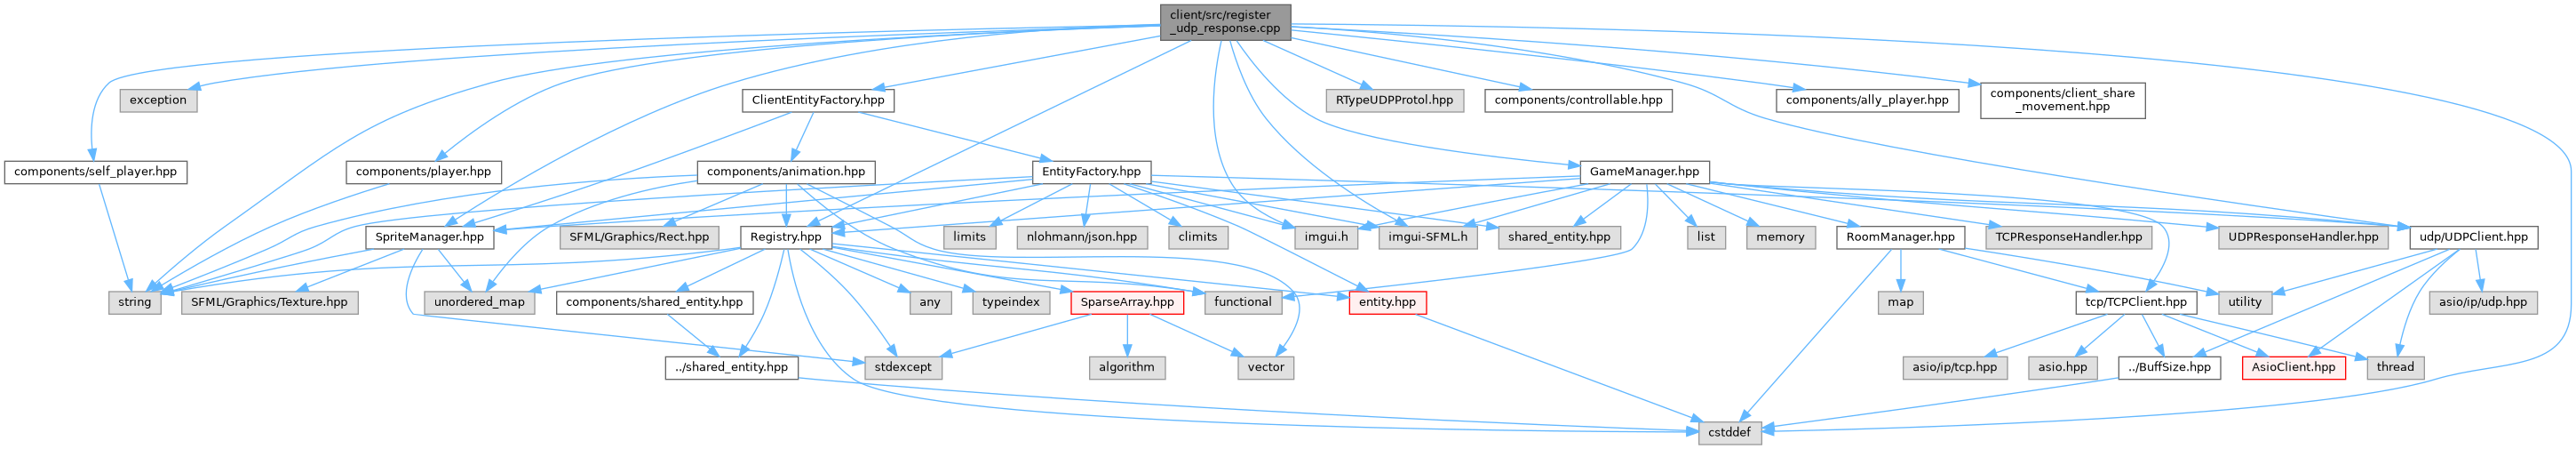 client/src/register
_udp_response.cpp
exception
ClientEntityFactory.hpp
RTypeUDPProtol.hpp
components/controllable.hpp
components/ally_player.hpp
components/client_share
_movement.hpp
components/self_player.hpp
components/player.hpp
components/animation.hpp
EntityFactory.hpp
GameManager.hpp
SpriteManager.hpp
SFML/Graphics/Rect.hpp
Registry.hpp
limits
nlohmann/json.hpp
climits
imgui.h
imgui-SFML.h
shared_entity.hpp
list
memory
RoomManager.hpp
TCPResponseHandler.hpp
UDPResponseHandler.hpp
udp/UDPClient.hpp
string
SFML/Graphics/Texture.hpp
unordered_map
components/shared_entity.hpp
any
typeindex
SparseArray.hpp
functional
entity.hpp
map
tcp/TCPClient.hpp
utility
asio/ip/udp.hpp
../shared_entity.hpp
stdexcept
algorithm
vector
asio/ip/tcp.hpp
asio.hpp
../BuffSize.hpp
AsioClient.hpp
thread
cstddef